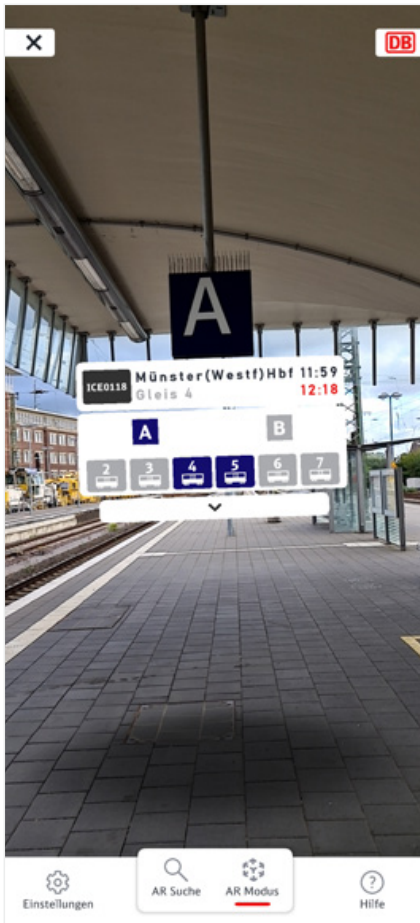 X
DB
A
ICE0118 Münster(Westf)Hbf 11:59
Gleis 4 12:18
A B
2 3 4 5 6 7
Einstellungen AR Suche AR Modus Hilfe